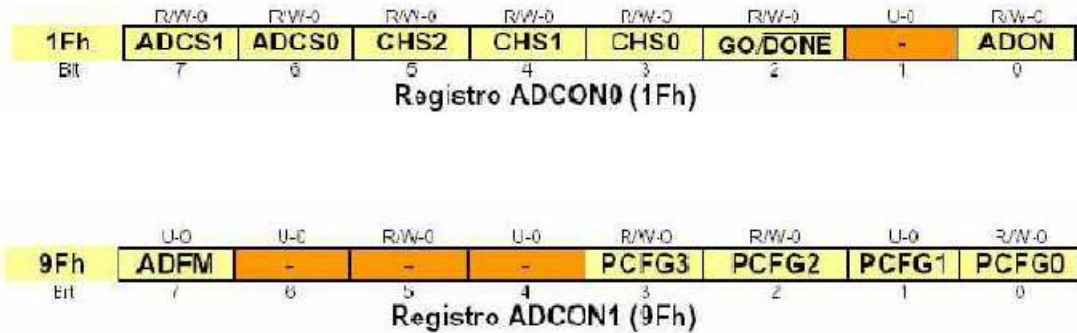 R/W-0 R/W-0 R/W-0 R/W-0 R/W-0 R/W-0 U-0 R/W-0
1Fh ADCS1 ADCS0 CHS2 CHS1 CHS0 GO/DONE - ADON
Bit 7 6 5 4 3 2 1 0
Registro ADCON0 (1Fh)
U-0 U-0 R/W-0 U-0 R/W-0 R/W-0 U-0 R/W-0
9Fh ADFM - - - PCFG3 PCFG2 PCFG1 PCFG0
Bit 7 6 5 4 3 2 1 0
Registro ADCON1 (9Fh)